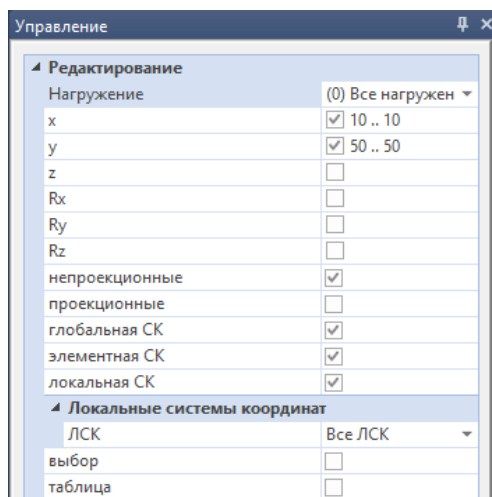 Управление
Редактирование
Нагружение (0) Все нагружен
x 10 .. 10
y 50 .. 50
z
Rx
Ry
Rz
непроекционные
проекционные
глобальная СК
элементная СК
локальная СК
Локальные системы координат
ЛСК Все ЛСК
выбор
таблица